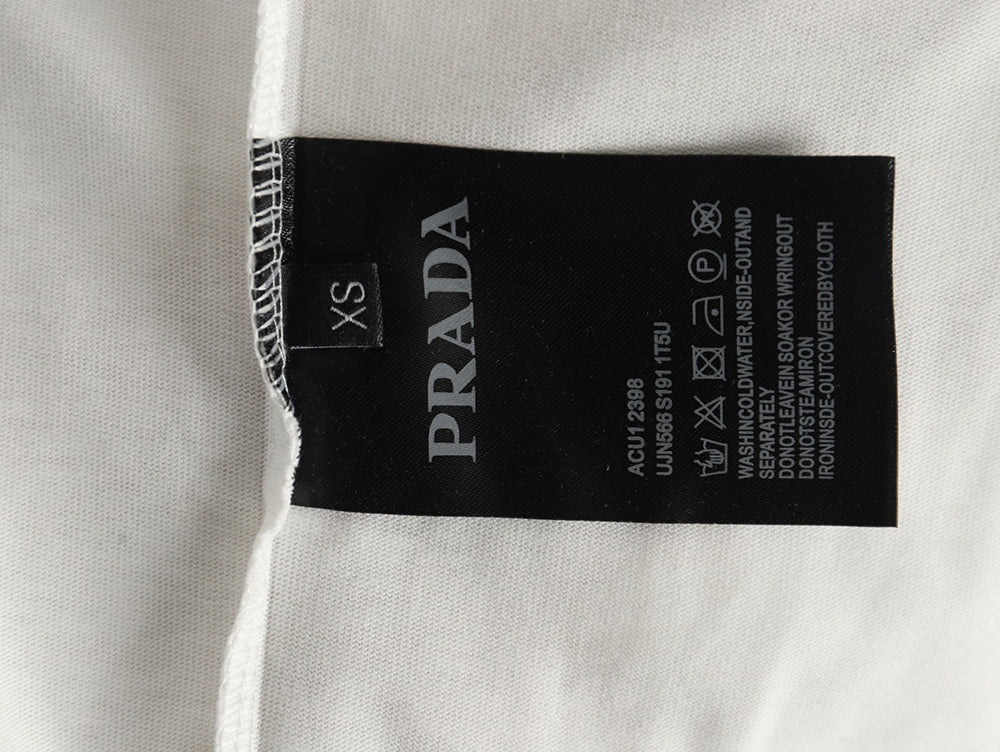 XS
PRADA
ACU1 2398
UJN566 S191 1T5U
P
WASHINCOLDWATER,NSIDE-OUTAND
SEPARATELY
DONOTLEAVEIN SOAKOR WRINGOUT
DONOTSTEAMIRON
IRONINSDE-OUTCOVEREDBYCLOTH